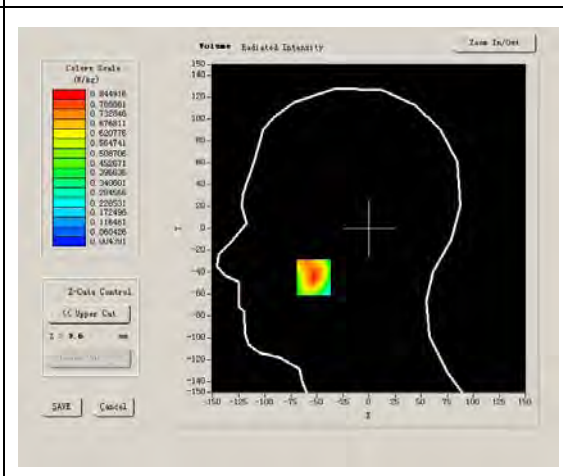 Volume Radiated Intensity
Zoom In/Out
Colors Scale
(W/kg)
0.844916
0.732846
0.676811
0.620776
0.564741
0.508706
0.452671
0.396636
0.340601
0.284566
0.228531
0.172496
0.116461
0.060426
0.004391
Z-Cuts Control
<< Upper Cut
Z = 9.6 mm
SAVE
Cancel
150
140
120
100
80
60
40
20
0
-20
-40
-60
-80
-100
-120
-140
-150
Y
-150 -125 -100 -75 -50 -25 0 25 50 75 100 125 150
X